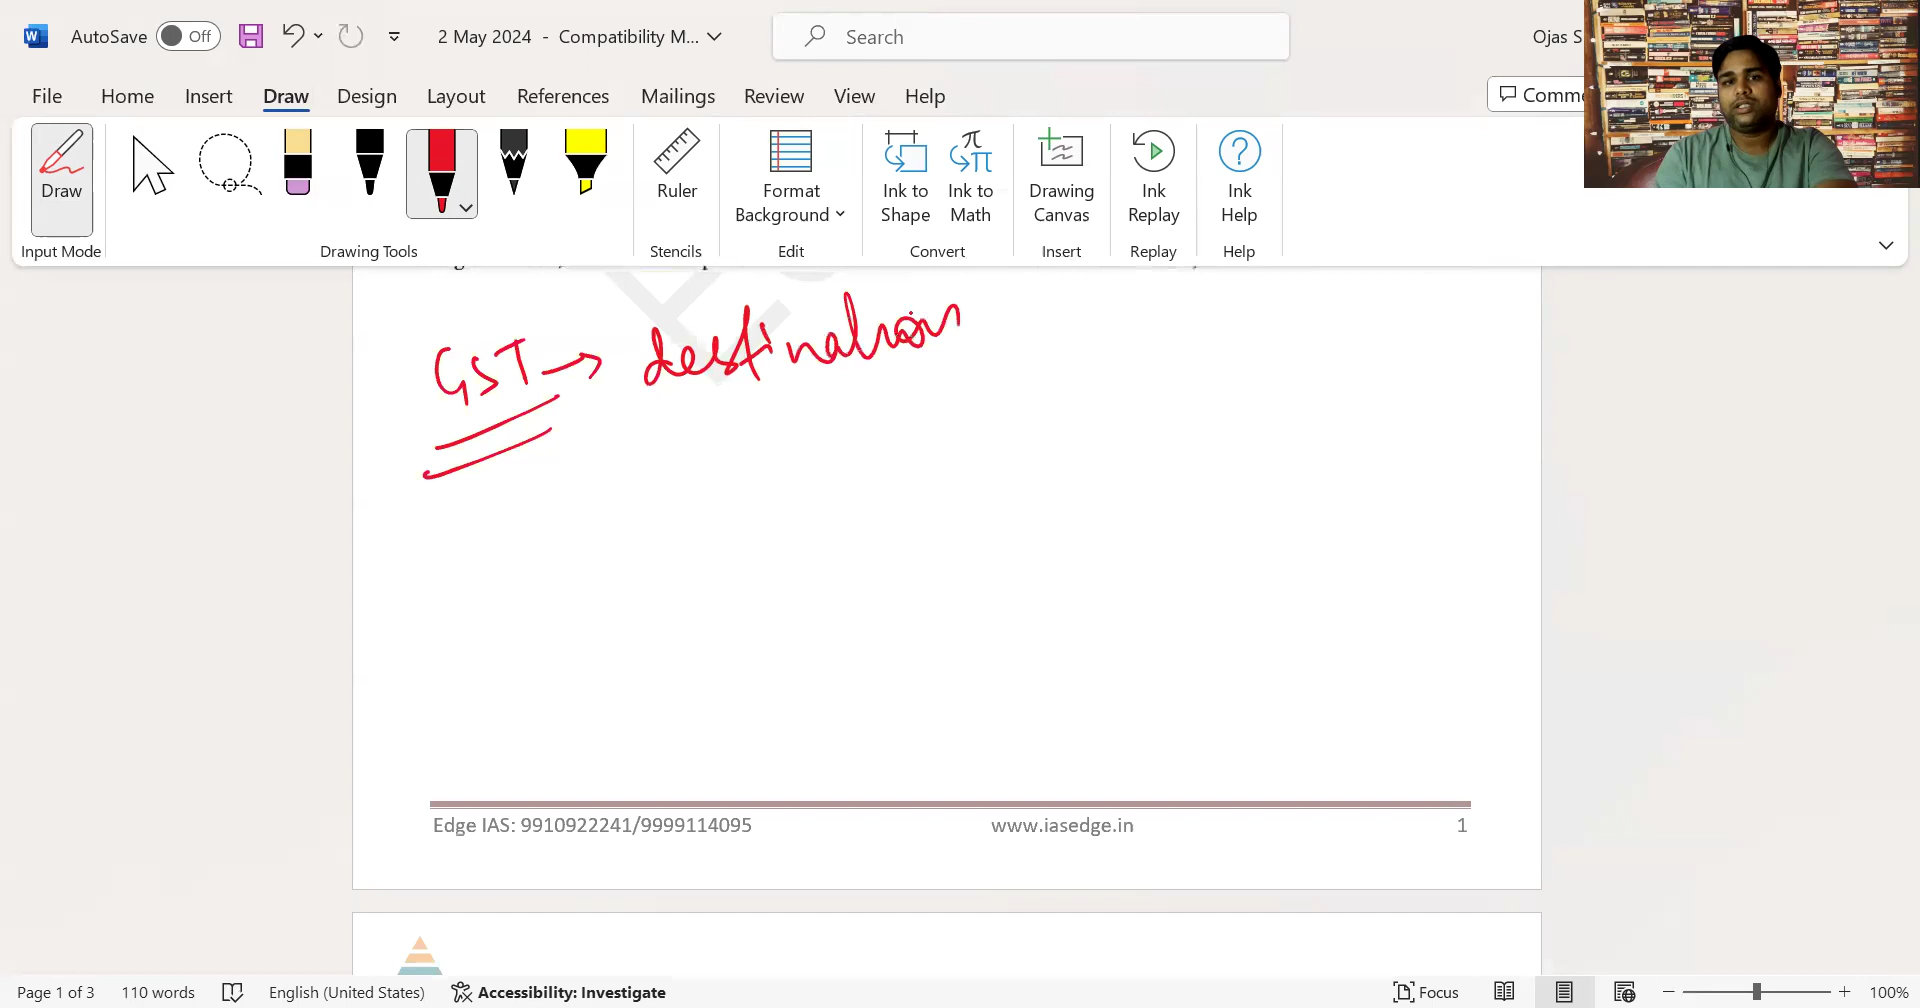 AutoSave Off 2 May 2024 - Compatibility M... Search Ojas S
File Home Insert Draw Design Layout References Mailings Review View Help Comme
Draw Ruler Format Background Ink to Shape Ink to Math Drawing Canvas Ink Replay Ink Help
Input Mode Drawing Tools Stencils Edit Convert Insert Replay Help
GST → destination
Edge IAS: 9910922241/9999114095 www.iasedge.in 1
Page 1 of 3 110 words English (United States) Accessibility: Investigate Focus 100%